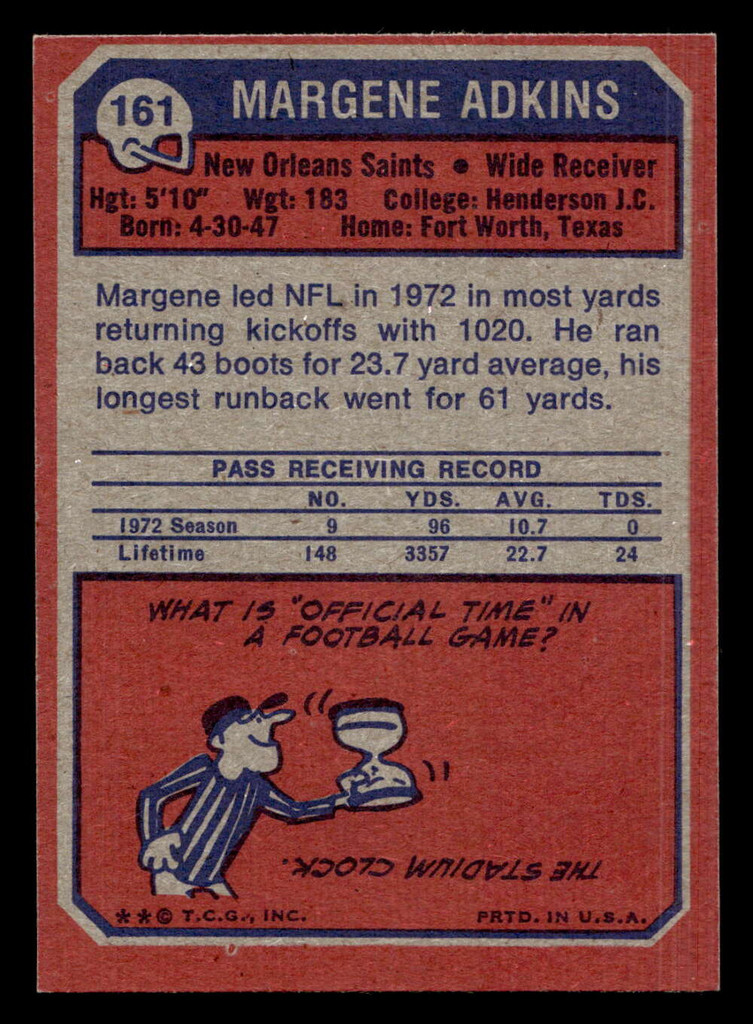 161
MARGENE ADKINS
New Orleans Saints • Wide Receiver
Hgt: 5'10" Wgt: 183 College: Henderson J.C.
Born: 4-30-47 Home: Fort Worth, Texas
Margene led NFL in 1972 in most yards
returning kickoffs with 1020. He ran
back 43 boots for 23.7 yard average, his
longest runback went for 61 yards.
PASS RECEIVING RECORD
NO. YDS. AVG. TDS.
1972 Season 9 96 10.7 0
Lifetime 148 3357 22.7 24
WHAT IS "OFFICIAL TIME" IN
A FOOTBALL GAME?
THE STADIUM CLOCK.
**© T.C.G., INC. PRTD. IN U.S.A.